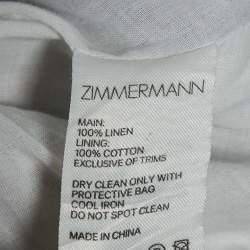 ZIMMERMANN
MAIN:
100% LINEN
LINING:
100% COTTON
EXCLUSIVE OF TRIMS
DRY CLEAN ONLY WITH
PROTECTIVE BAG
COOL IRON
DO NOT SPOT CLEAN
MADE IN CHINA